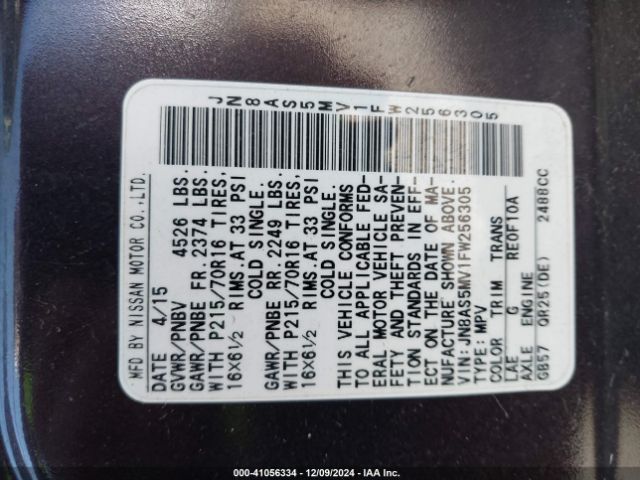 JN8AS5MV1FW256305
MFD BY NISSAN MOTOR CO.,LTD.
DATE 4/15
GVWR/PNBV 4526 LBS.
GAWR/PNBE FR. 2374 LBS.
WITH P215/70R16 TIRES,
16X6½ RIMS.AT 33 PSI
COLD SINGLE.
GAWR/PNBE RR. 2249 LBS.
WITH P215/70R16 TIRES,
16X6½ RIMS.AT 33 PSI
COLD SINGLE.
THIS VEHICLE CONFORMS
TO ALL APPLICABLE FED-
ERAL MOTOR VEHICLE SA-
FETY AND THEFT PREVEN-
TION STANDARDS IN EFF-
ECT ON THE DATE OF MA-
NUFACTURE SHOWN ABOVE.
VIN:JN8AS5MV1FW256305
TYPE:MPV
COLOR TRIM TRANS
LAE G RE0F10A
AXLE ENGINE
GB57 QR25(DE) 2488CC
000-41056334 - 12/09/2024 - IAA Inc.